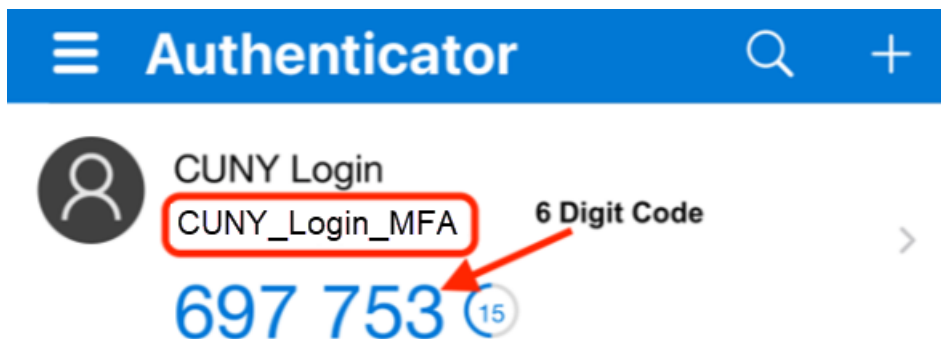 Authenticator
CUNY Login
CUNY_Login_MFA
6 Digit Code
697 753 15